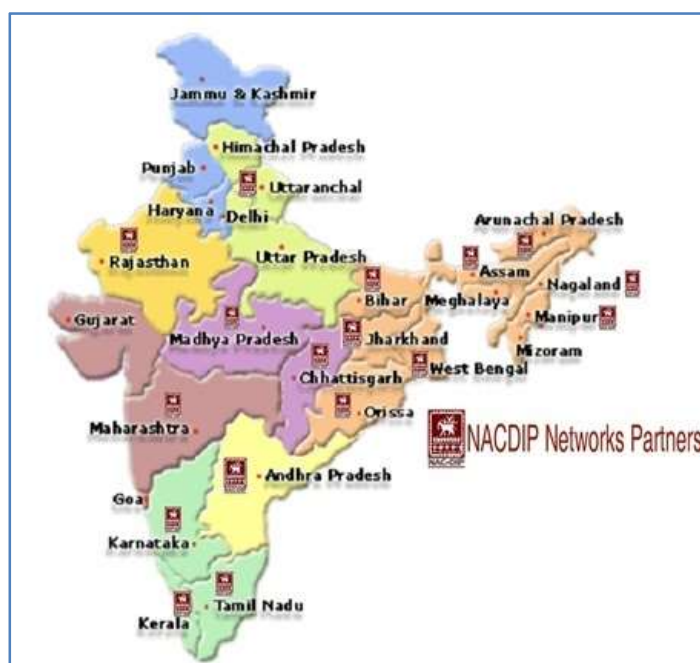 Jammu & Kashmir
Himachal Pradesh
Punjab
Uttaranchal
Haryana
Delhi
Arunachal Pradesh
Rajasthan
Uttar Pradesh
Assam
Nagaland
Bihar
Meghalaya
Gujarat
Manipur
Madhya Pradesh
Jharkhand
Mizoram
West Bengal
Chhattisgarh
Orissa
Maharashtra
NACDIP Networks Partners
NAC-DIP
Andhra Pradesh
Goa
Karnataka
Tamil Nadu
Kerala